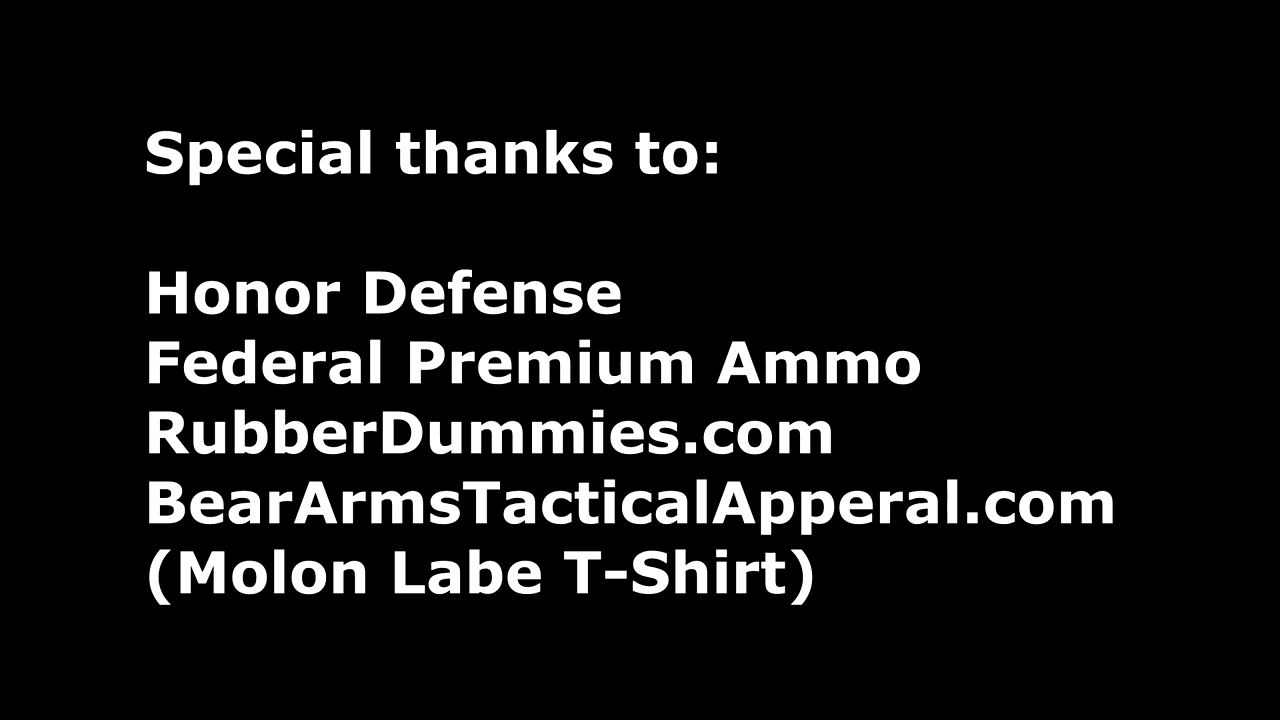 Special thanks to:
Honor Defense
Federal Premium Ammo
RubberDummies.com
BearArmsTacticalApperal.com
(Molon Labe T-Shirt)